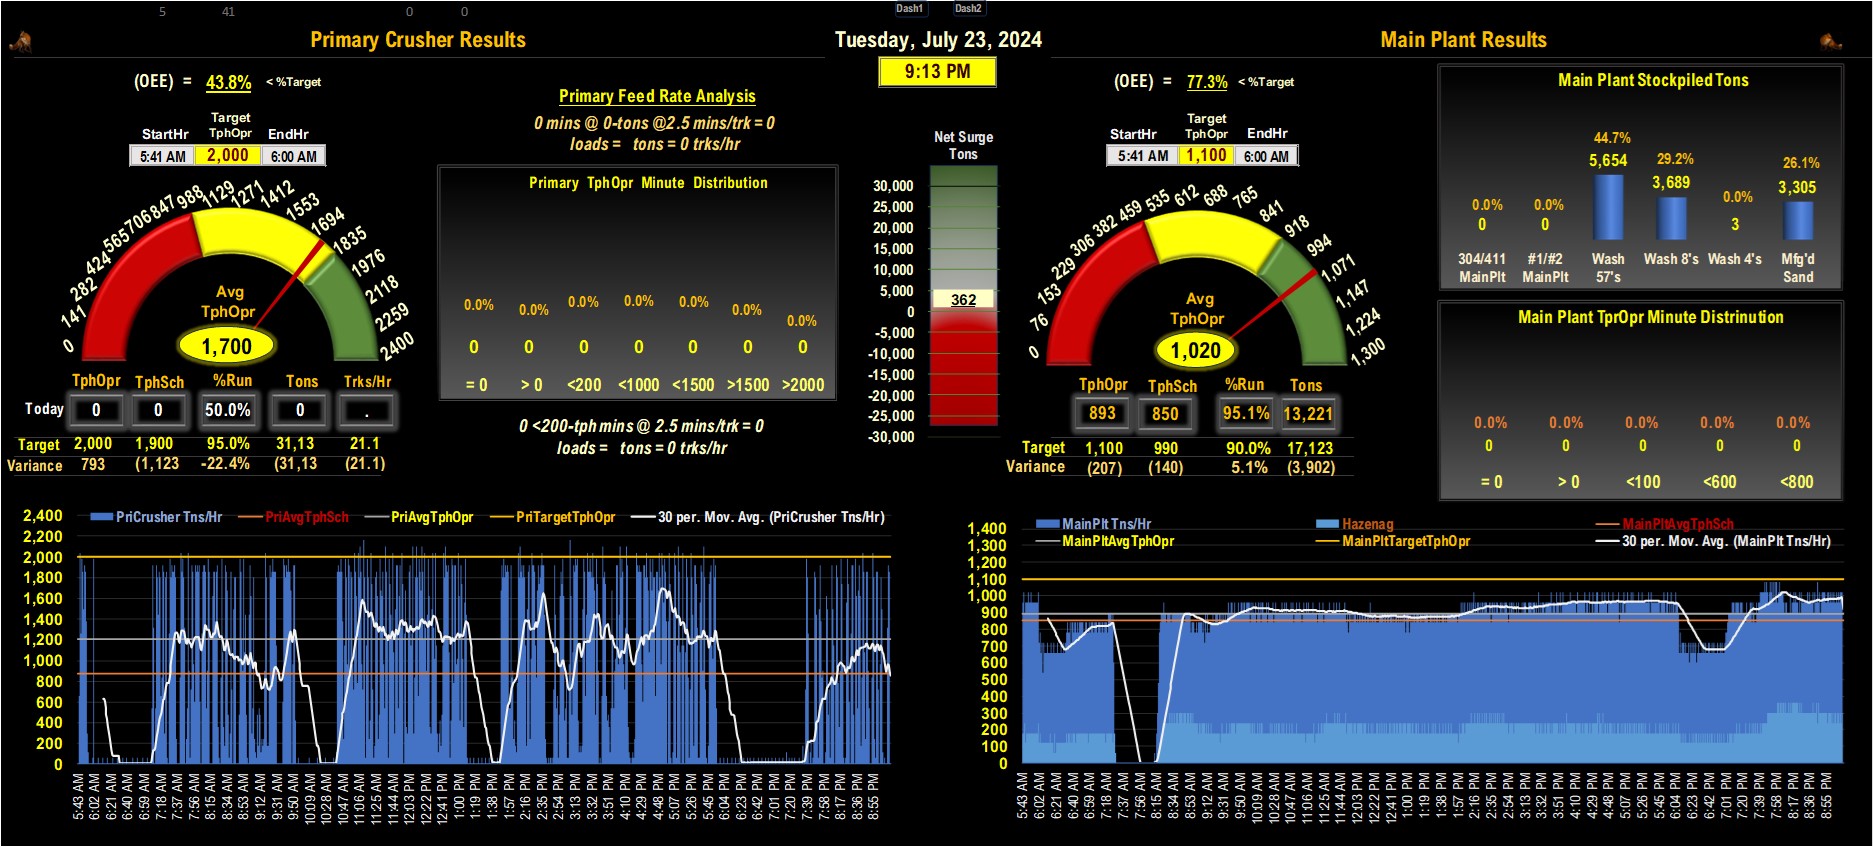 5 41 0 0 Dash1 Dash2
Primary Crusher Results
Tuesday, July 23, 2024
Main Plant Results
9:13 PM
(OEE) = 43.8% < %Target
StartHr Target TphOpr EndHr
5:41 AM 2,000 6:00 AM
0 141 282 424 565 706 847 988 1129 1271 1412 1553 1694 1835 1976 2118 2259 2400
Avg
TphOpr
1,700
TphOpr TphSch %Run Tons Trks/Hr
Today 0 0 50.0% 0 .
Target 2,000 1,900 95.0% 31,13 21.1
Variance 793 (1,123 -22.4% (31,13 (21.1)
Primary Feed Rate Analysis
0 mins @ 0-tons @2.5 mins/trk = 0
loads = tons = 0 trks/hr
Primary TphOpr Minute Distribution
0.0% 0.0% 0.0% 0.0% 0.0% 0.0% 0.0%
0 0 0 0 0 0 0
= 0 > 0 <200 <1000 <1500 >1500 >2000
0 <200-tph mins @ 2.5 mins/trk = 0
loads = tons = 0 trks/hr
Net Surge
Tons
30,000
25,000
20,000
15,000
10,000
5,000
362
0
-5,000
-10,000
-15,000
-20,000
-25,000
-30,000
(OEE) = 77.3% < %Target
StartHr Target TphOpr EndHr
5:41 AM 1,100 6:00 AM
0 76 153 229 306 382 459 535 612 688 765 841 918 994 1,071 1,147 1,224 1,300
Avg
TphOpr
1,020
TphOpr TphSch %Run Tons
893 850 95.1% 13,221
Target 1,100 990 90.0% 17,123
Variance (207) (140) 5.1% (3,902)
Main Plant Stockpiled Tons
0.0% 0.0% 44.7% 29.2% 0.0% 26.1%
0 0 5,654 3,689 3 3,305
304/411 #1/#2 Wash Wash 8's Wash 4's Mfg'd
MainPlt MainPlt 57's Sand
Main Plant TprOpr Minute Distrinution
0.0% 0.0% 0.0% 0.0% 0.0%
0 0 0 0 0
= 0 > 0 <100 <600 <800
PriCrusher Tns/Hr PriAvgTphSch PriAvgTphOpr PriTargetTphOpr 30 per. Mov. Avg. (PriCrusher Tns/Hr)
2,400
2,200
2,000
1,800
1,600
1,400
1,200
1,000
800
600
400
200
0
5:43 AM 6:02 AM 6:21 AM 6:40 AM 6:59 AM 7:18 AM 7:37 AM 7:56 AM 8:15 AM 8:34 AM 8:53 AM 9:12 AM 9:31 AM 9:50 AM 10:09 AM 10:28 AM 10:47 AM 11:06 AM 11:25 AM 11:44 AM 12:03 PM 12:22 PM 12:41 PM 1:00 PM 1:19 PM 1:38 PM 1:57 PM 2:16 PM 2:35 PM 2:54 PM 3:13 PM 3:32 PM 3:51 PM 4:10 PM 4:29 PM 4:48 PM 5:07 PM 5:26 PM 5:45 PM 6:04 PM 6:23 PM 6:42 PM 7:01 PM 7:20 PM 7:39 PM 7:58 PM 8:17 PM 8:36 PM 8:55 PM
MainPlt Tns/Hr Hazenag MainPltAvgTphSch
MainPltAvgTphOpr MainPltTargetTphOpr 30 per. Mov. Avg. (MainPlt Tns/Hr)
1,400
1,300
1,200
1,100
1,000
900
800
700
600
500
400
300
200
100
0
5:43 AM 6:02 AM 6:21 AM 6:40 AM 6:59 AM 7:18 AM 7:37 AM 7:56 AM 8:15 AM 8:34 AM 8:53 AM 9:12 AM 9:31 AM 9:50 AM 10:09 AM 10:28 AM 10:47 AM 11:06 AM 11:25 AM 11:44 AM 12:03 PM 12:22 PM 12:41 PM 1:00 PM 1:19 PM 1:38 PM 1:57 PM 2:16 PM 2:35 PM 2:54 PM 3:13 PM 3:32 PM 3:51 PM 4:10 PM 4:29 PM 4:48 PM 5:07 PM 5:26 PM 5:45 PM 6:04 PM 6:23 PM 6:42 PM 7:01 PM 7:20 PM 7:39 PM 7:58 PM 8:17 PM 8:36 PM 8:55 PM